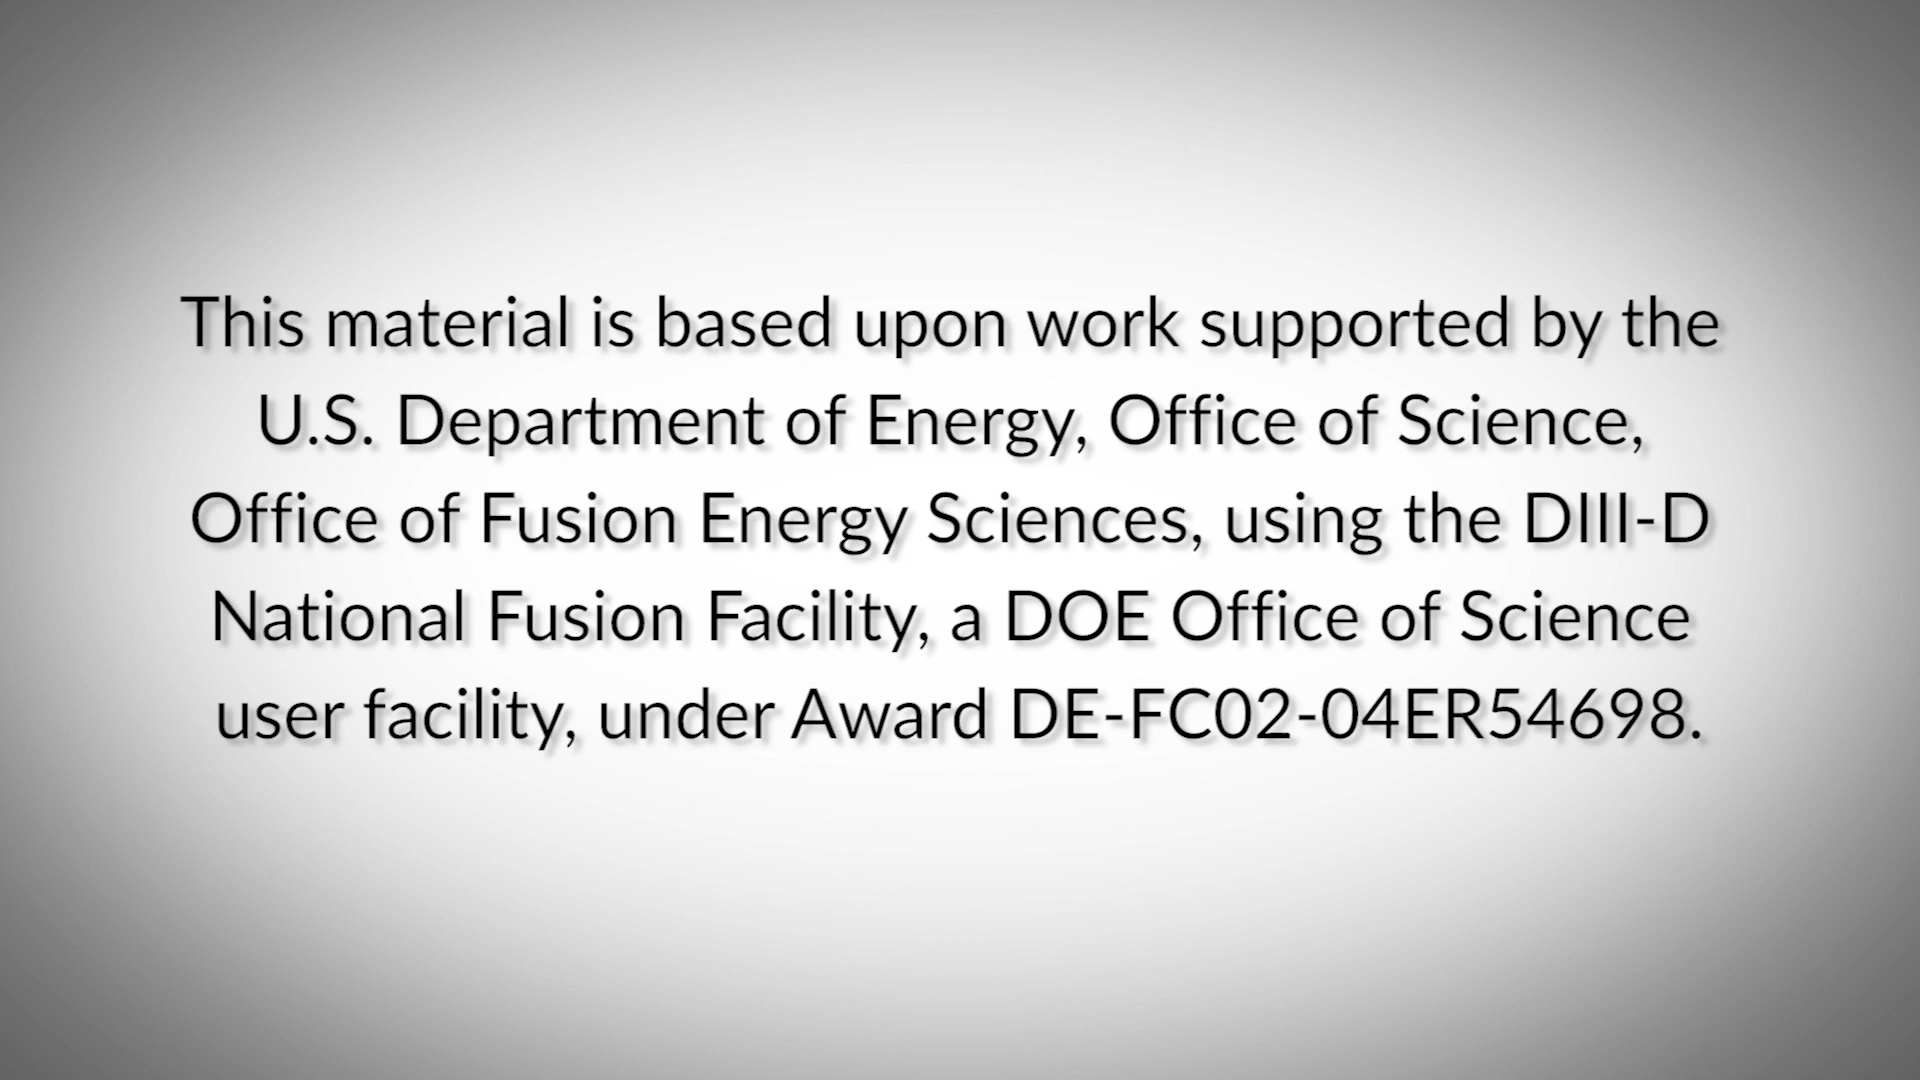 This material is based upon work supported by the
U.S. Department of Energy, Office of Science,
Office of Fusion Energy Sciences, using the DIII-D
National Fusion Facility, a DOE Office of Science
user facility, under Award DE-FC02-04ER54698.